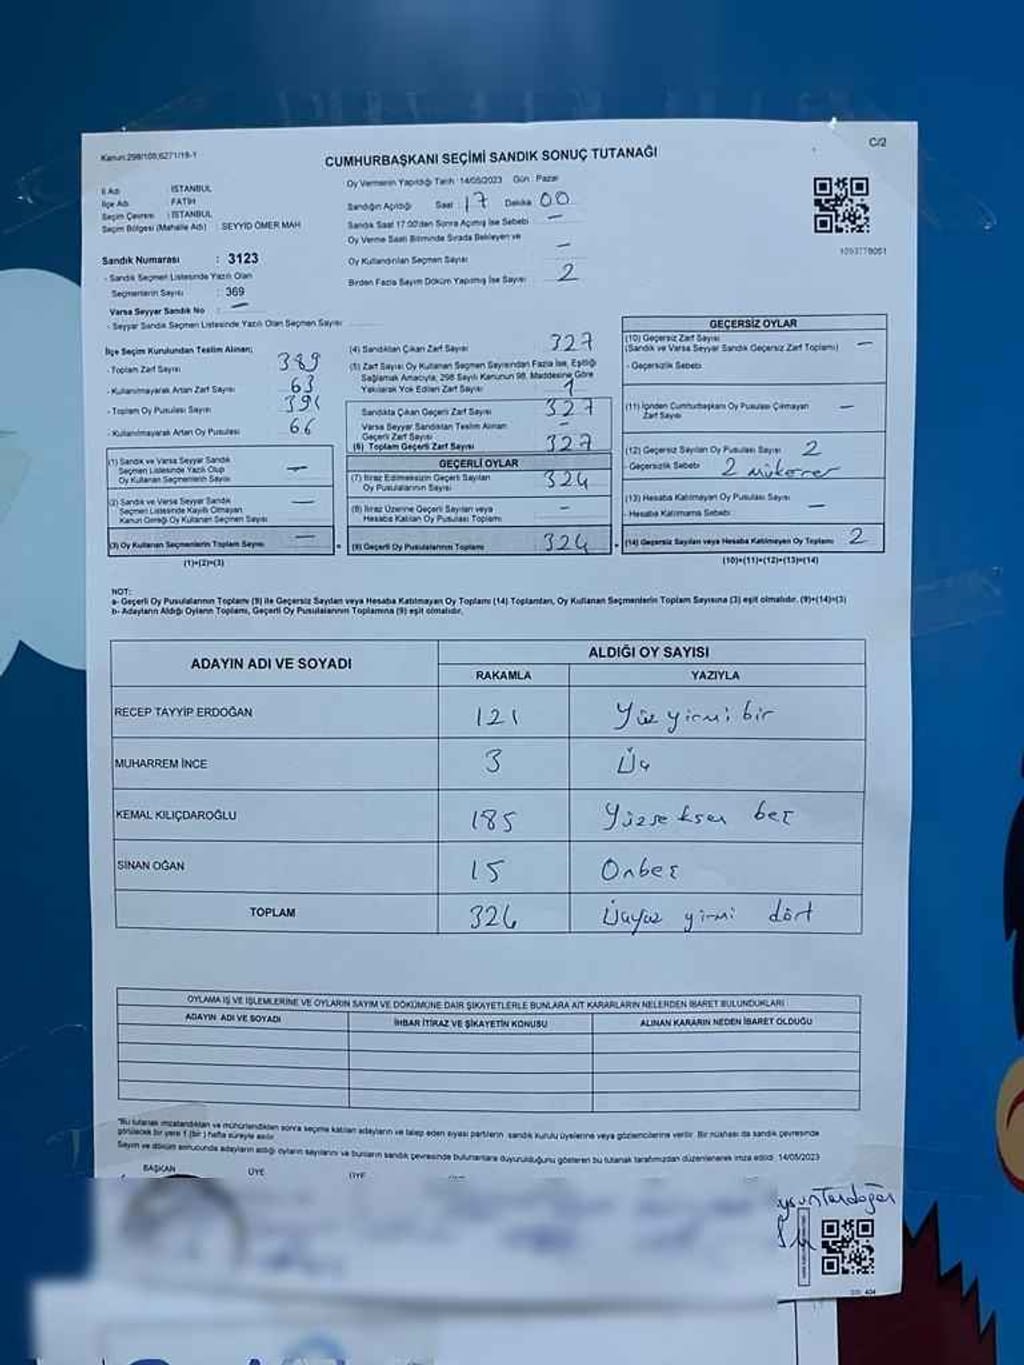 Kanun:298/105;6271/19-1
C/2
CUMHURBAŞKANI SEÇİMİ SANDIK SONUÇ TUTANAĞI
İl Adı : İSTANBUL
İlçe Adı : FATİH
Seçim Çevresi : İSTANBUL
Seçim Bölgesi (Mahalle Adı) : SEYYID ÖMER MAH
Oy Vermenin Yapıldığı Tarih :14/05/2023 Gün : Pazar
Sandığın Açıldığı Saat : 17 Dakika 00
Sandık Saat 17:00'den Sonra Açılmış İse Sebebi : —
Oy Verme Saati Bitiminde Sırada Bekleyen ve
Oy Kullandırılan Seçmen Sayısı —
Birden Fazla Sayım Döküm Yapılmış İse Sayısı : 2
Sandık Numarası : 3123
- Sandık Seçmen Listesinde Yazılı Olan
Seçmenlerin Sayısı : 369
Varsa Seyyar Sandık No : —
- Seyyar Sandık Seçmen Listesinde Yazılı Olan Seçmen Sayısı :
İlçe Seçim Kurulundan Teslim Alınan;
- Toplam Zarf Sayısı 389
- Kullanılmayarak Artan Zarf Sayısı 63
- Toplam Oy Pusulası Sayısı 391
- Kullanılmayarak Artan Oy Pusulası 66
(1) Sandık ve Varsa Seyyar Sandık
Seçmen Listesinde Yazılı Olup
Oy Kullanan Seçmenlerin Sayısı —
(2) Sandık ve Varsa Seyyar Sandık
Seçmen Listesinde Kayıtlı Olmayan
Kanun Gereği Oy Kullanan Seçmen Sayısı —
(3) Oy Kullanan Seçmenlerin Toplam Sayısı —
(1)+(2)=(3)
(4) Sandıktan Çıkan Zarf Sayısı 327
(5) Zarf Sayısı Oy Kullanan Seçmen Sayısından Fazla İse, Eşitliği
Sağlamak Amacıyla, 298 Sayılı Kanunun 98. Maddesine Göre
Yakılarak Yok Edilen Zarf Sayısı
Sandıkta Çıkan Geçerli Zarf Sayısı 327
Varsa Seyyar Sandıktan Teslim Alınan
Geçerli Zarf Sayısı —
(6) Toplam Geçerli Zarf Sayısı 327
GEÇERLİ OYLAR
(7) İtiraz Edilmeksizin Geçerli Sayılan
Oy Pusulalarının Sayısı 324
(8) İtiraz Üzerine Geçerli Sayılan veya
Hesaba Katılan Oy Pusulası Toplamı —
(9) Geçerli Oy Pusulalarının Toplamı 324
GEÇERSİZ OYLAR
(10) Geçersiz Zarf Sayısı
(Sandık ve Varsa Seyyar Sandık Geçersiz Zarf Toplamı) —
- Geçersizlik Sebebi :
(11) İçinden Cumhurbaşkanı Oy Pusulası Çıkmayan
Zarf Sayısı —
(12) Geçersiz Sayılan Oy Pusulası Sayısı 2
- Geçersizlik Sebebi : 2 mükerrer
(13) Hesaba Katılmayan Oy Pusulası Sayısı —
- Hesaba Katılmama Sebebi :
(14) Geçersiz Sayılan veya Hesaba Katılmayan Oy Toplamı 2
(10)+(11)+(12)+(13)=(14)
NOT:
a- Geçerli Oy Pusulalarının Toplamı (9) ile Geçersiz Sayılan veya Hesaba Katılmayan Oy Toplamı (14) Toplamları, Oy Kullanan Seçmenlerin Toplam Sayısına (3) eşit olmalıdır. (9)+(14)=(3)
b- Adayların Aldığı Oyların Toplamı, Geçerli Oy Pusulalarının Toplamına (9) eşit olmalıdır.
ADAYIN ADI VE SOYADI
ALDIĞI OY SAYISI
RAKAMLA YAZIYLA
RECEP TAYYİP ERDOĞAN 121 Yüz yirmi bir
MUHARREM İNCE 3 Üç
KEMAL KILIÇDAROĞLU 185 Yüzseksen beş
SİNAN OĞAN 15 Onbeş
TOPLAM 324 Üçyüz yirmi dört
OYLAMA İŞ VE İŞLEMLERİNE VE OYLARIN SAYIM VE DÖKÜMÜNE DAİR ŞİKAYETLERLE BUNLARA AİT KARARLARIN NELERDEN İBARET BULUNDUKLARI
ADAYIN ADI VE SOYADI İHBAR İTİRAZ VE ŞİKAYETİN KONUSU ALINAN KARARIN NEDEN İBARET OLDUĞU
"Bu tutanak imzalandıktan ve mühürlendikten sonra seçime katılan adayların ve talep eden siyasi partilerin sandık kurulu üyelerine veya gözlemcilerine verilir. Bir nüshası da sandık çevresinde
görülecek bir yere 1 (bir) hafta süreyle asılır.
Sayım ve döküm sonucunda adayların aldığı oyların sayılarını ve bunların sandık çevresinde bulunanlara duyurulduğunu gösteren bu tutanak tarafımızdan düzenlenerek imza edildi. 14/05/2023
BAŞKAN ÜYE ÜYE